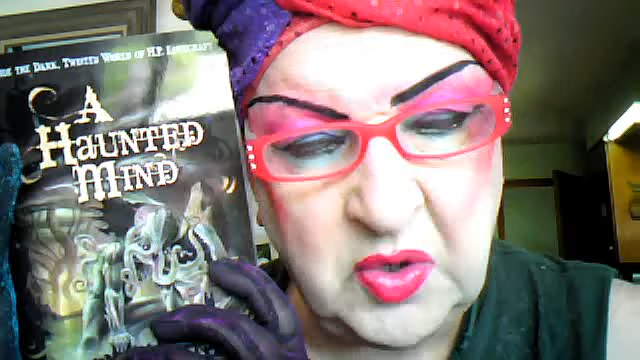 THE DARK, TWISTED WORLD OF H.P. LOVECRAFT
A
HAUNTED
MIND